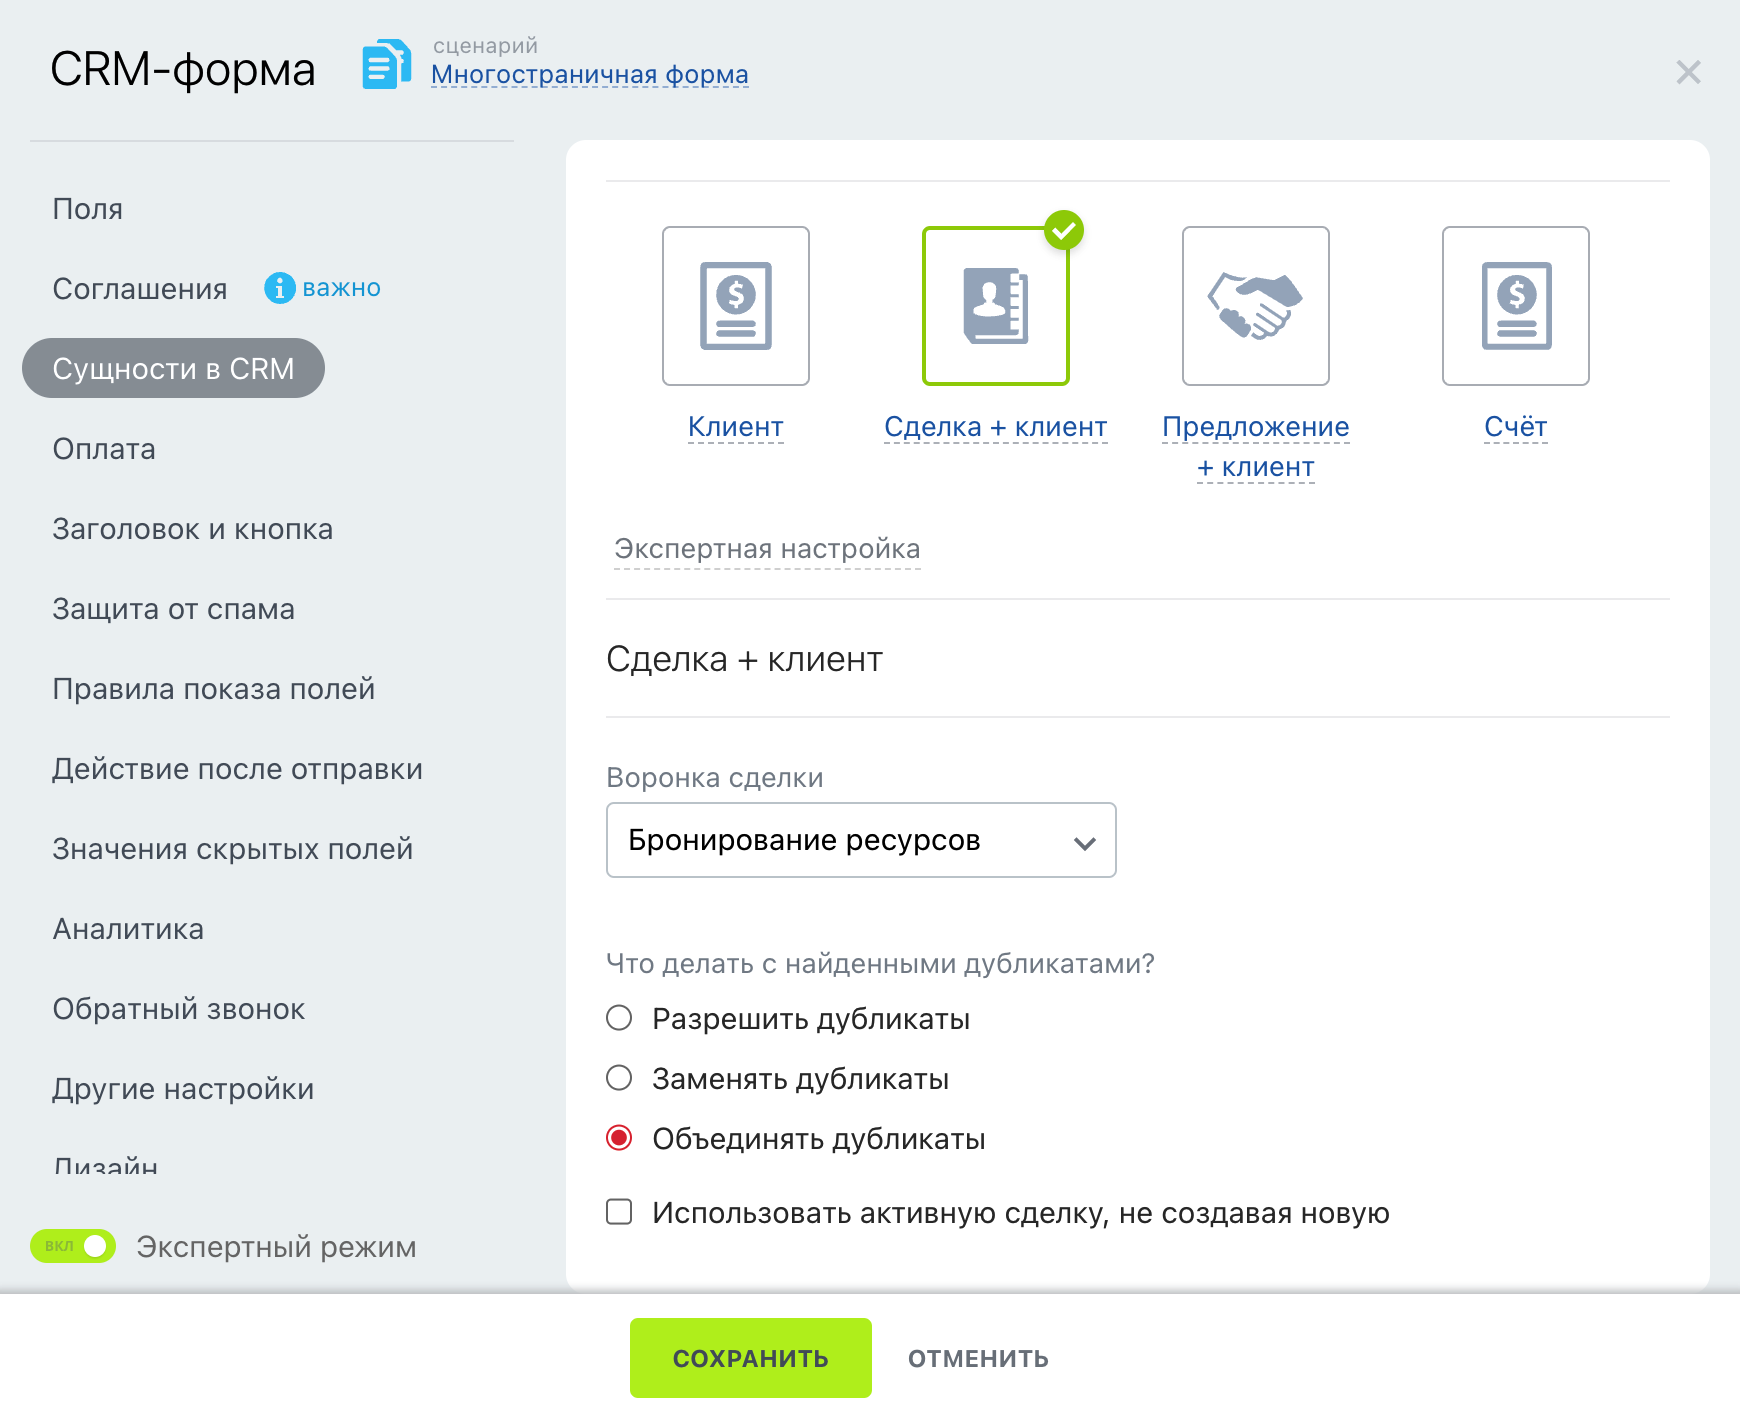 CRM-форма
сценарий
Многостраничная форма
Поля
Соглашения
важно
Сущности в CRM
Оплата
Заголовок и кнопка
Защита от спама
Правила показа полей
Действие после отправки
Значения скрытых полей
Аналитика
Обратный звонок
Другие настройки
Дизайн
ВКЛ
Экспертный режим
Клиент
Сделка + клиент
Предложение
+ клиент
Счёт
Экспертная настройка
Сделка + клиент
Воронка сделки
Бронирование ресурсов
Что делать с найденными дубликатами?
Разрешить дубликаты
Заменять дубликаты
Объединять дубликаты
Использовать активную сделку, не создавая новую
СОХРАНИТЬ
ОТМЕНИТЬ